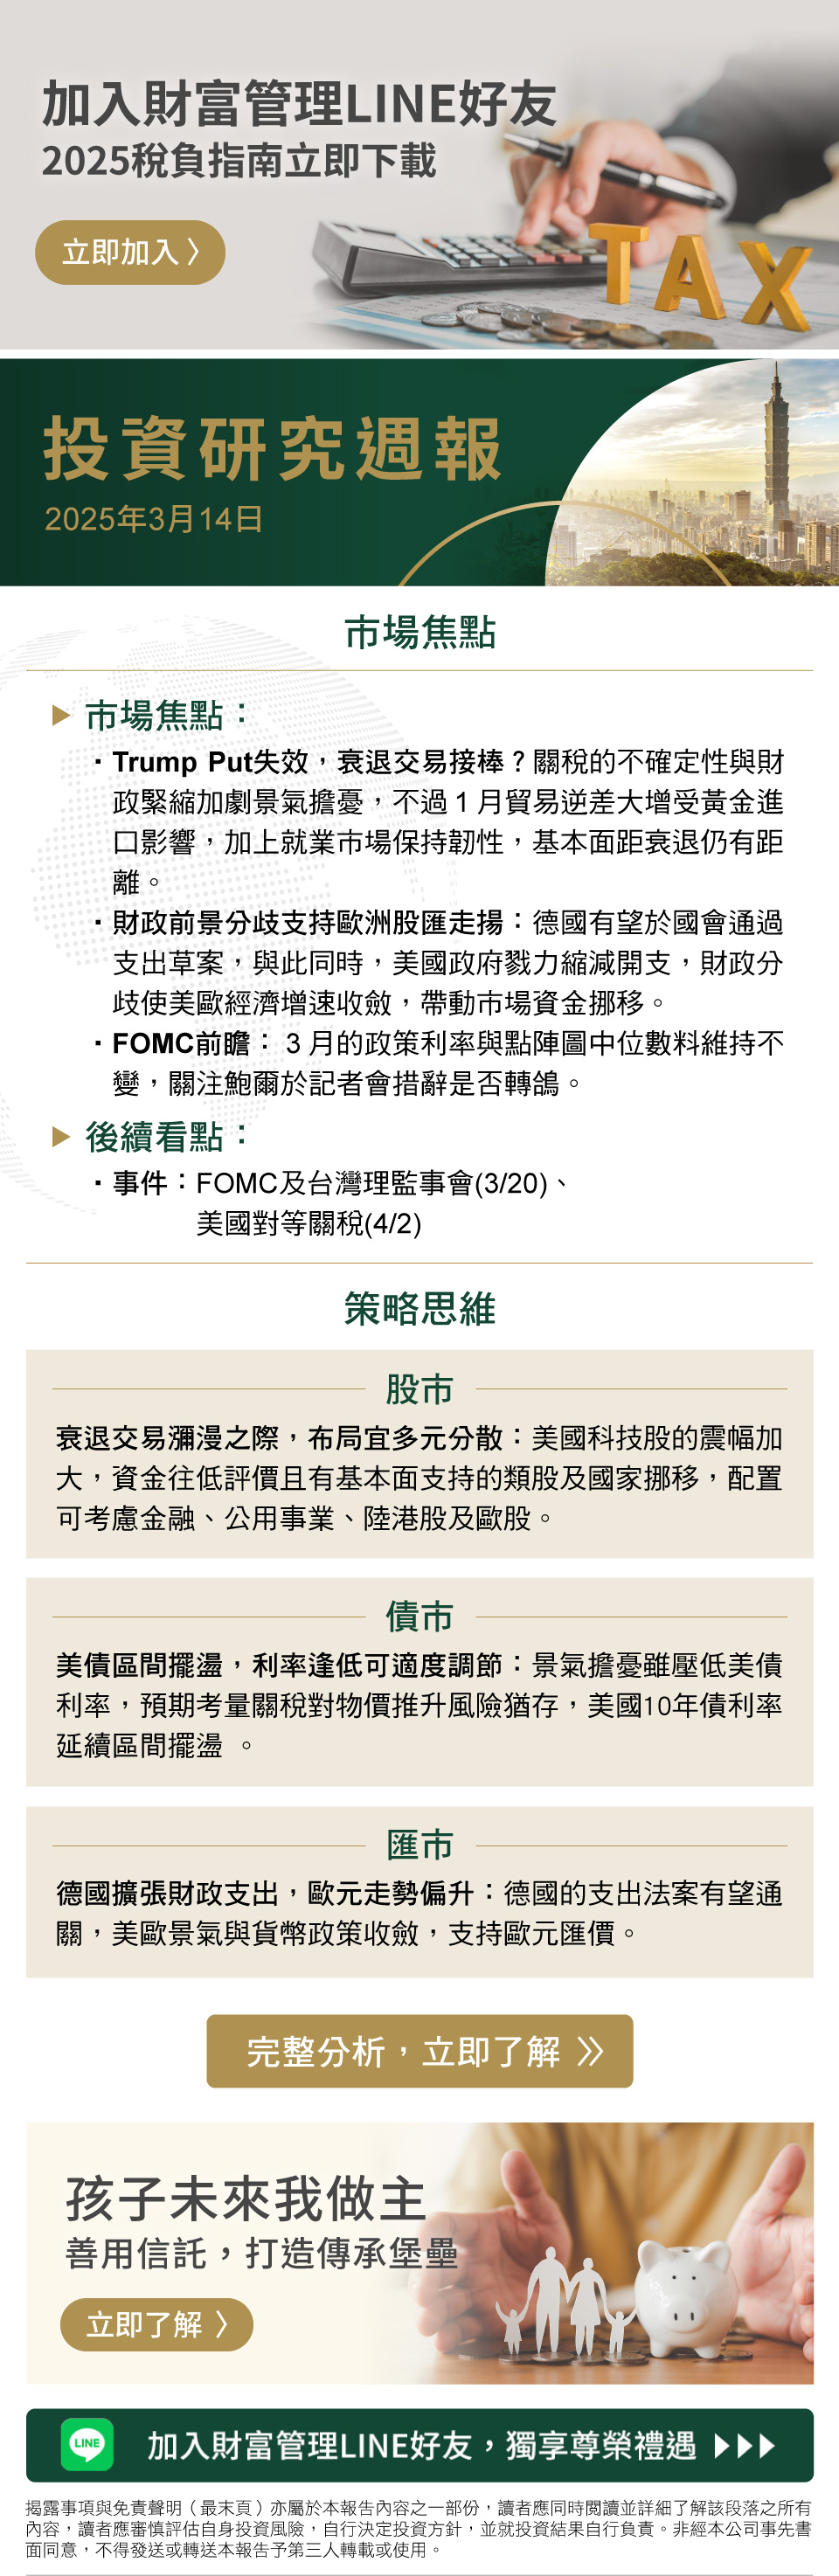 加入財富管理LINE好友
2025稅負指南立即下載
立即加入 〉
TAX
投資研究週報
2025年3月14日
市場焦點
▶ 市場焦點：
・Trump Put失效，衰退交易接棒？關稅的不確定性與財
政緊縮加劇景氣擔憂，不過 1 月貿易逆差大增受黃金進
口影響，加上就業市場保持韌性，基本面距衰退仍有距
離。
・財政前景分歧支持歐洲股匯走揚：德國有望於國會通過
支出草案，與此同時，美國政府戮力縮減開支，財政分
歧使美歐經濟增速收斂，帶動市場資金挪移。
・FOMC前瞻： 3 月的政策利率與點陣圖中位數料維持不
變，關注鮑爾於記者會措辭是否轉鴿。
▶ 後續看點：
・事件：FOMC及台灣理監事會(3/20)、
美國對等關稅(4/2)
策略思維
股市
衰退交易瀰漫之際，布局宜多元分散：美國科技股的震幅加
大，資金往低評價且有基本面支持的類股及國家挪移，配置
可考慮金融、公用事業、陸港股及歐股。
債市
美債區間擺盪，利率逢低可適度調節：景氣擔憂雖壓低美債
利率，預期考量關稅對物價推升風險猶存，美國10年債利率
延續區間擺盪 。
匯市
德國擴張財政支出，歐元走勢偏升：德國的支出法案有望通
關，美歐景氣與貨幣政策收斂，支持歐元匯價。
完整分析，立即了解 》
孩子未來我做主
善用信託，打造傳承堡壘
立即了解 〉
LINE 加入財富管理LINE好友，獨享尊榮禮遇 ▶▶▶
揭露事項與免責聲明（最末頁）亦屬於本報告內容之一部份，讀者應同時閱讀並詳細了解該段落之所有
內容，讀者應審慎評估自身投資風險，自行決定投資方針，並就投資結果自行負責。非經本公司事先書
面同意，不得發送或轉送本報告予第三人轉載或使用。